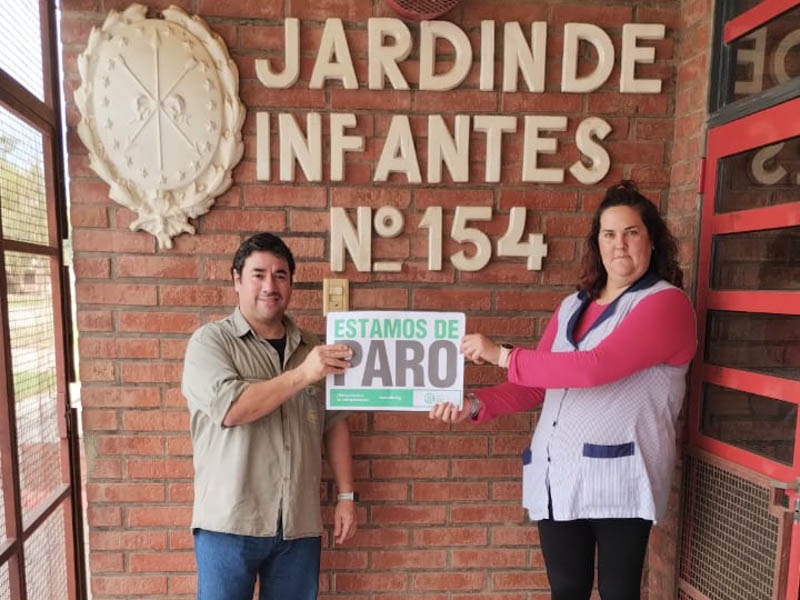 JARDIN DE
INFANTES
Nº 154
ESTAMOS DE
PARO